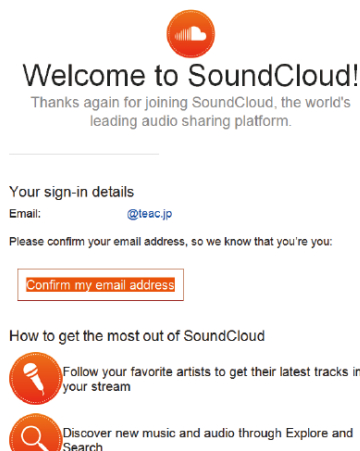 Welcome to SoundCloud!
Thanks again for joining SoundCloud, the world's
leading audio sharing platform.
Your sign-in details
Email: @teac.jp
Please confirm your email address, so we know that you're you:
Confirm my email address
How to get the most out of SoundCloud
Follow your favorite artists to get their latest tracks in
your stream
Discover new music and audio through Explore and
Search